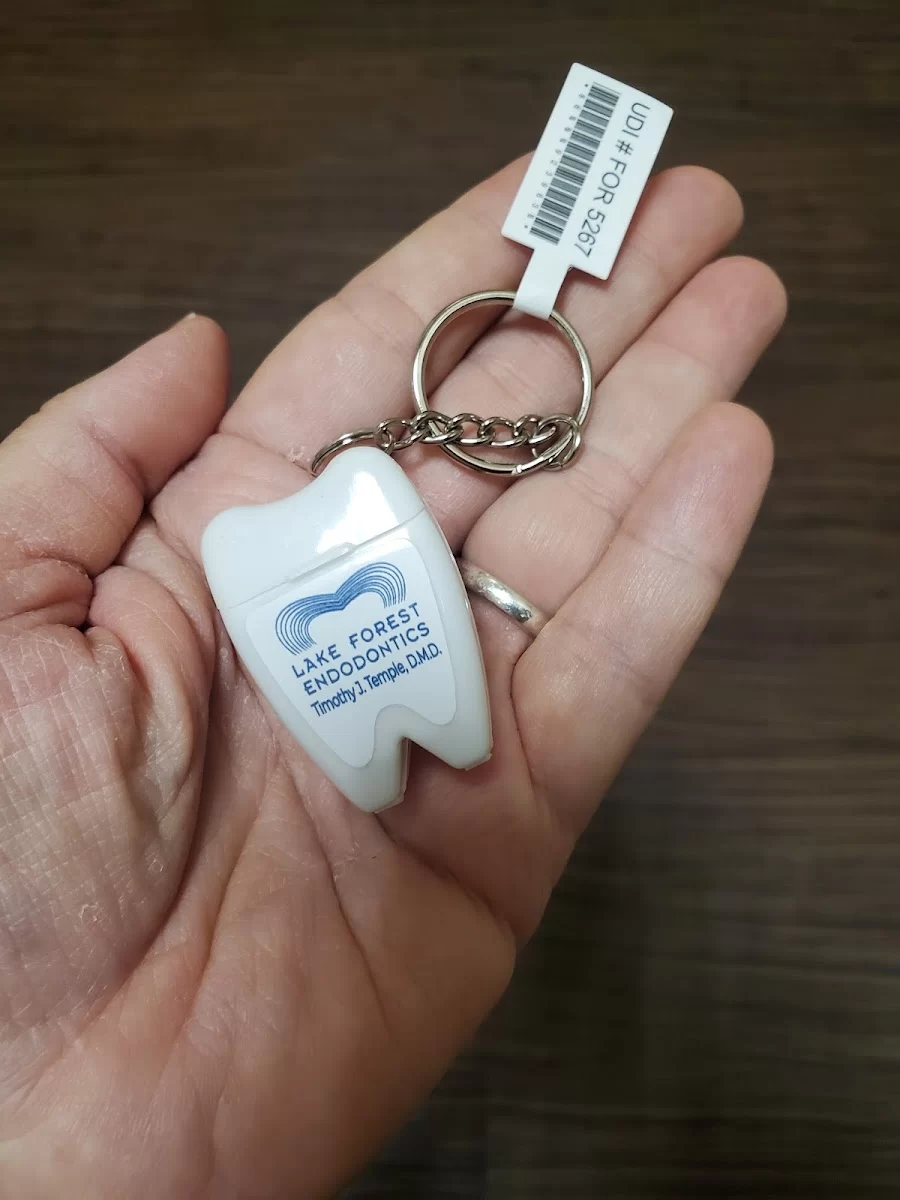 UDI # FOR 5267
LAKE FOREST
ENDODONTICS
Timothy J. Temple, D.M.D.